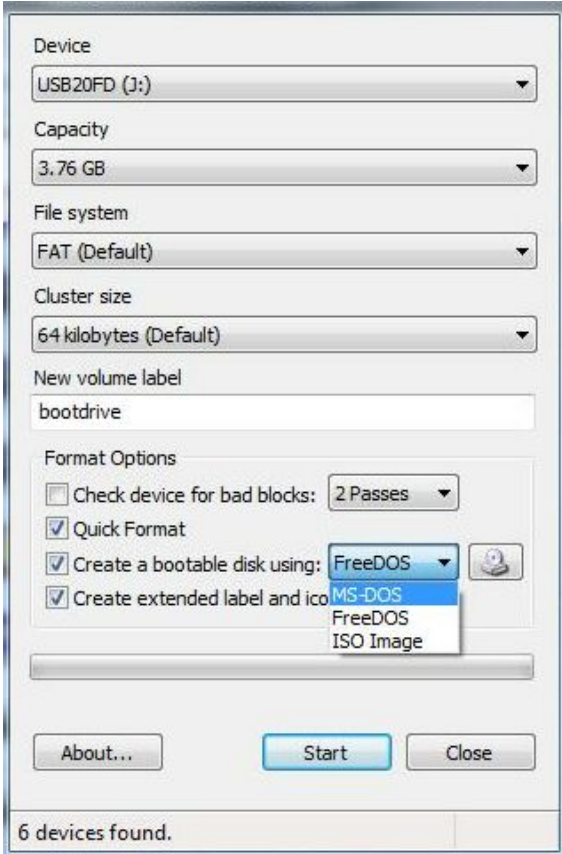 Device
USB20FD (J:)
Capacity
3.76 GB
File system
FAT (Default)
Cluster size
64 kilobytes (Default)
New volume label
bootdrive
Format Options
Check device for bad blocks: 2 Passes
Quick Format
Create a bootable disk using: FreeDOS
Create extended label and ico
MS-DOS
FreeDOS
ISO Image
About... Start Close
6 devices found.